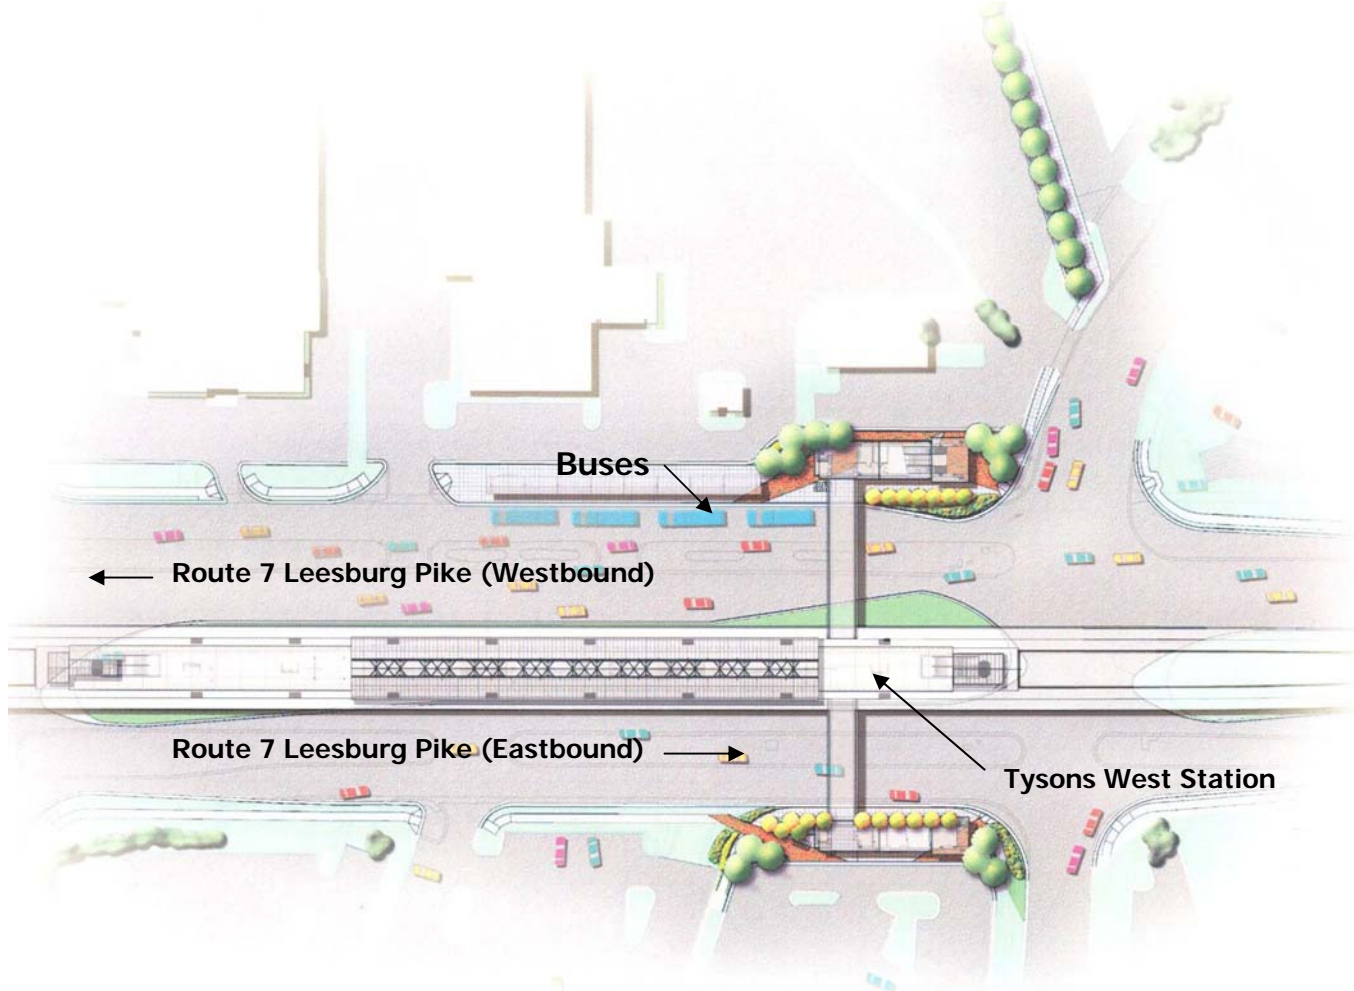 Buses
Route 7 Leesburg Pike (Westbound)
Route 7 Leesburg Pike (Eastbound)
Tysons West Station